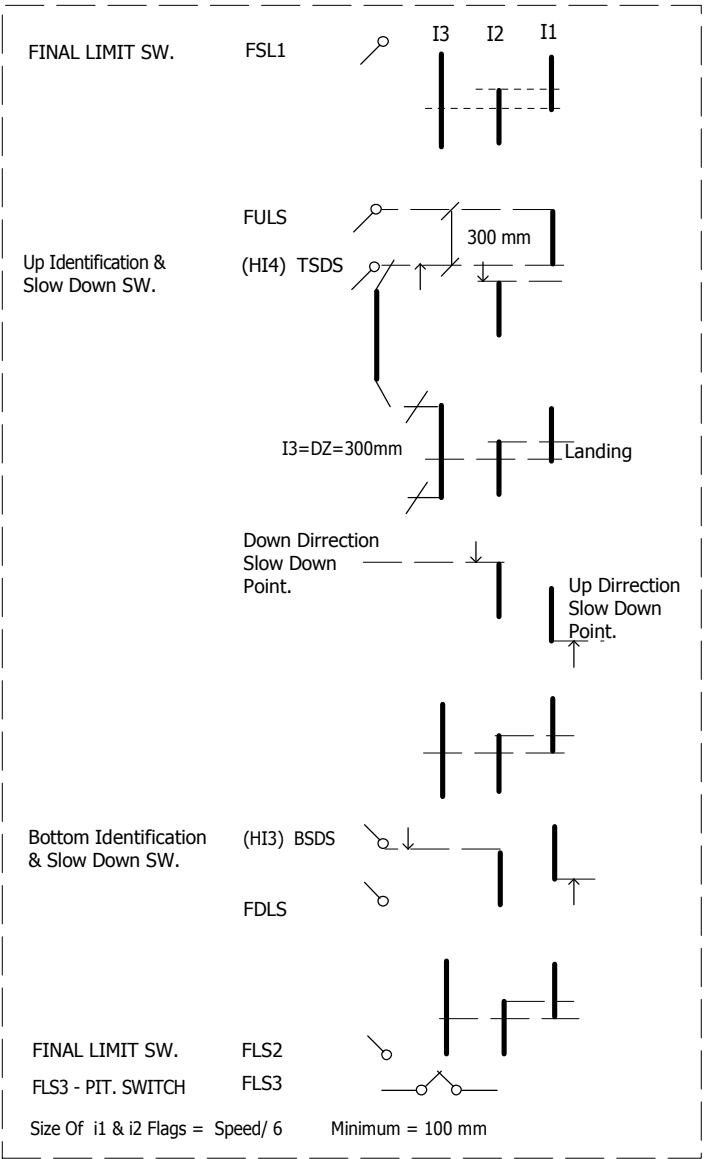 I3 I2 I1
FINAL LIMIT SW. FSL1
FULS
300 mm
Up Identification & (HI4) TSDS
Slow Down SW.
I3=DZ=300mm
Landing
Down Dirrection
Slow Down
Point.
Up Dirrection
Slow Down
Point.
Bottom Identification (HI3) BSDS
& Slow Down SW.
FDLS
FINAL LIMIT SW. FLS2
FLS3 - PIT. SWITCH FLS3
Size Of i1 & i2 Flags = Speed/ 6 Minimum = 100 mm